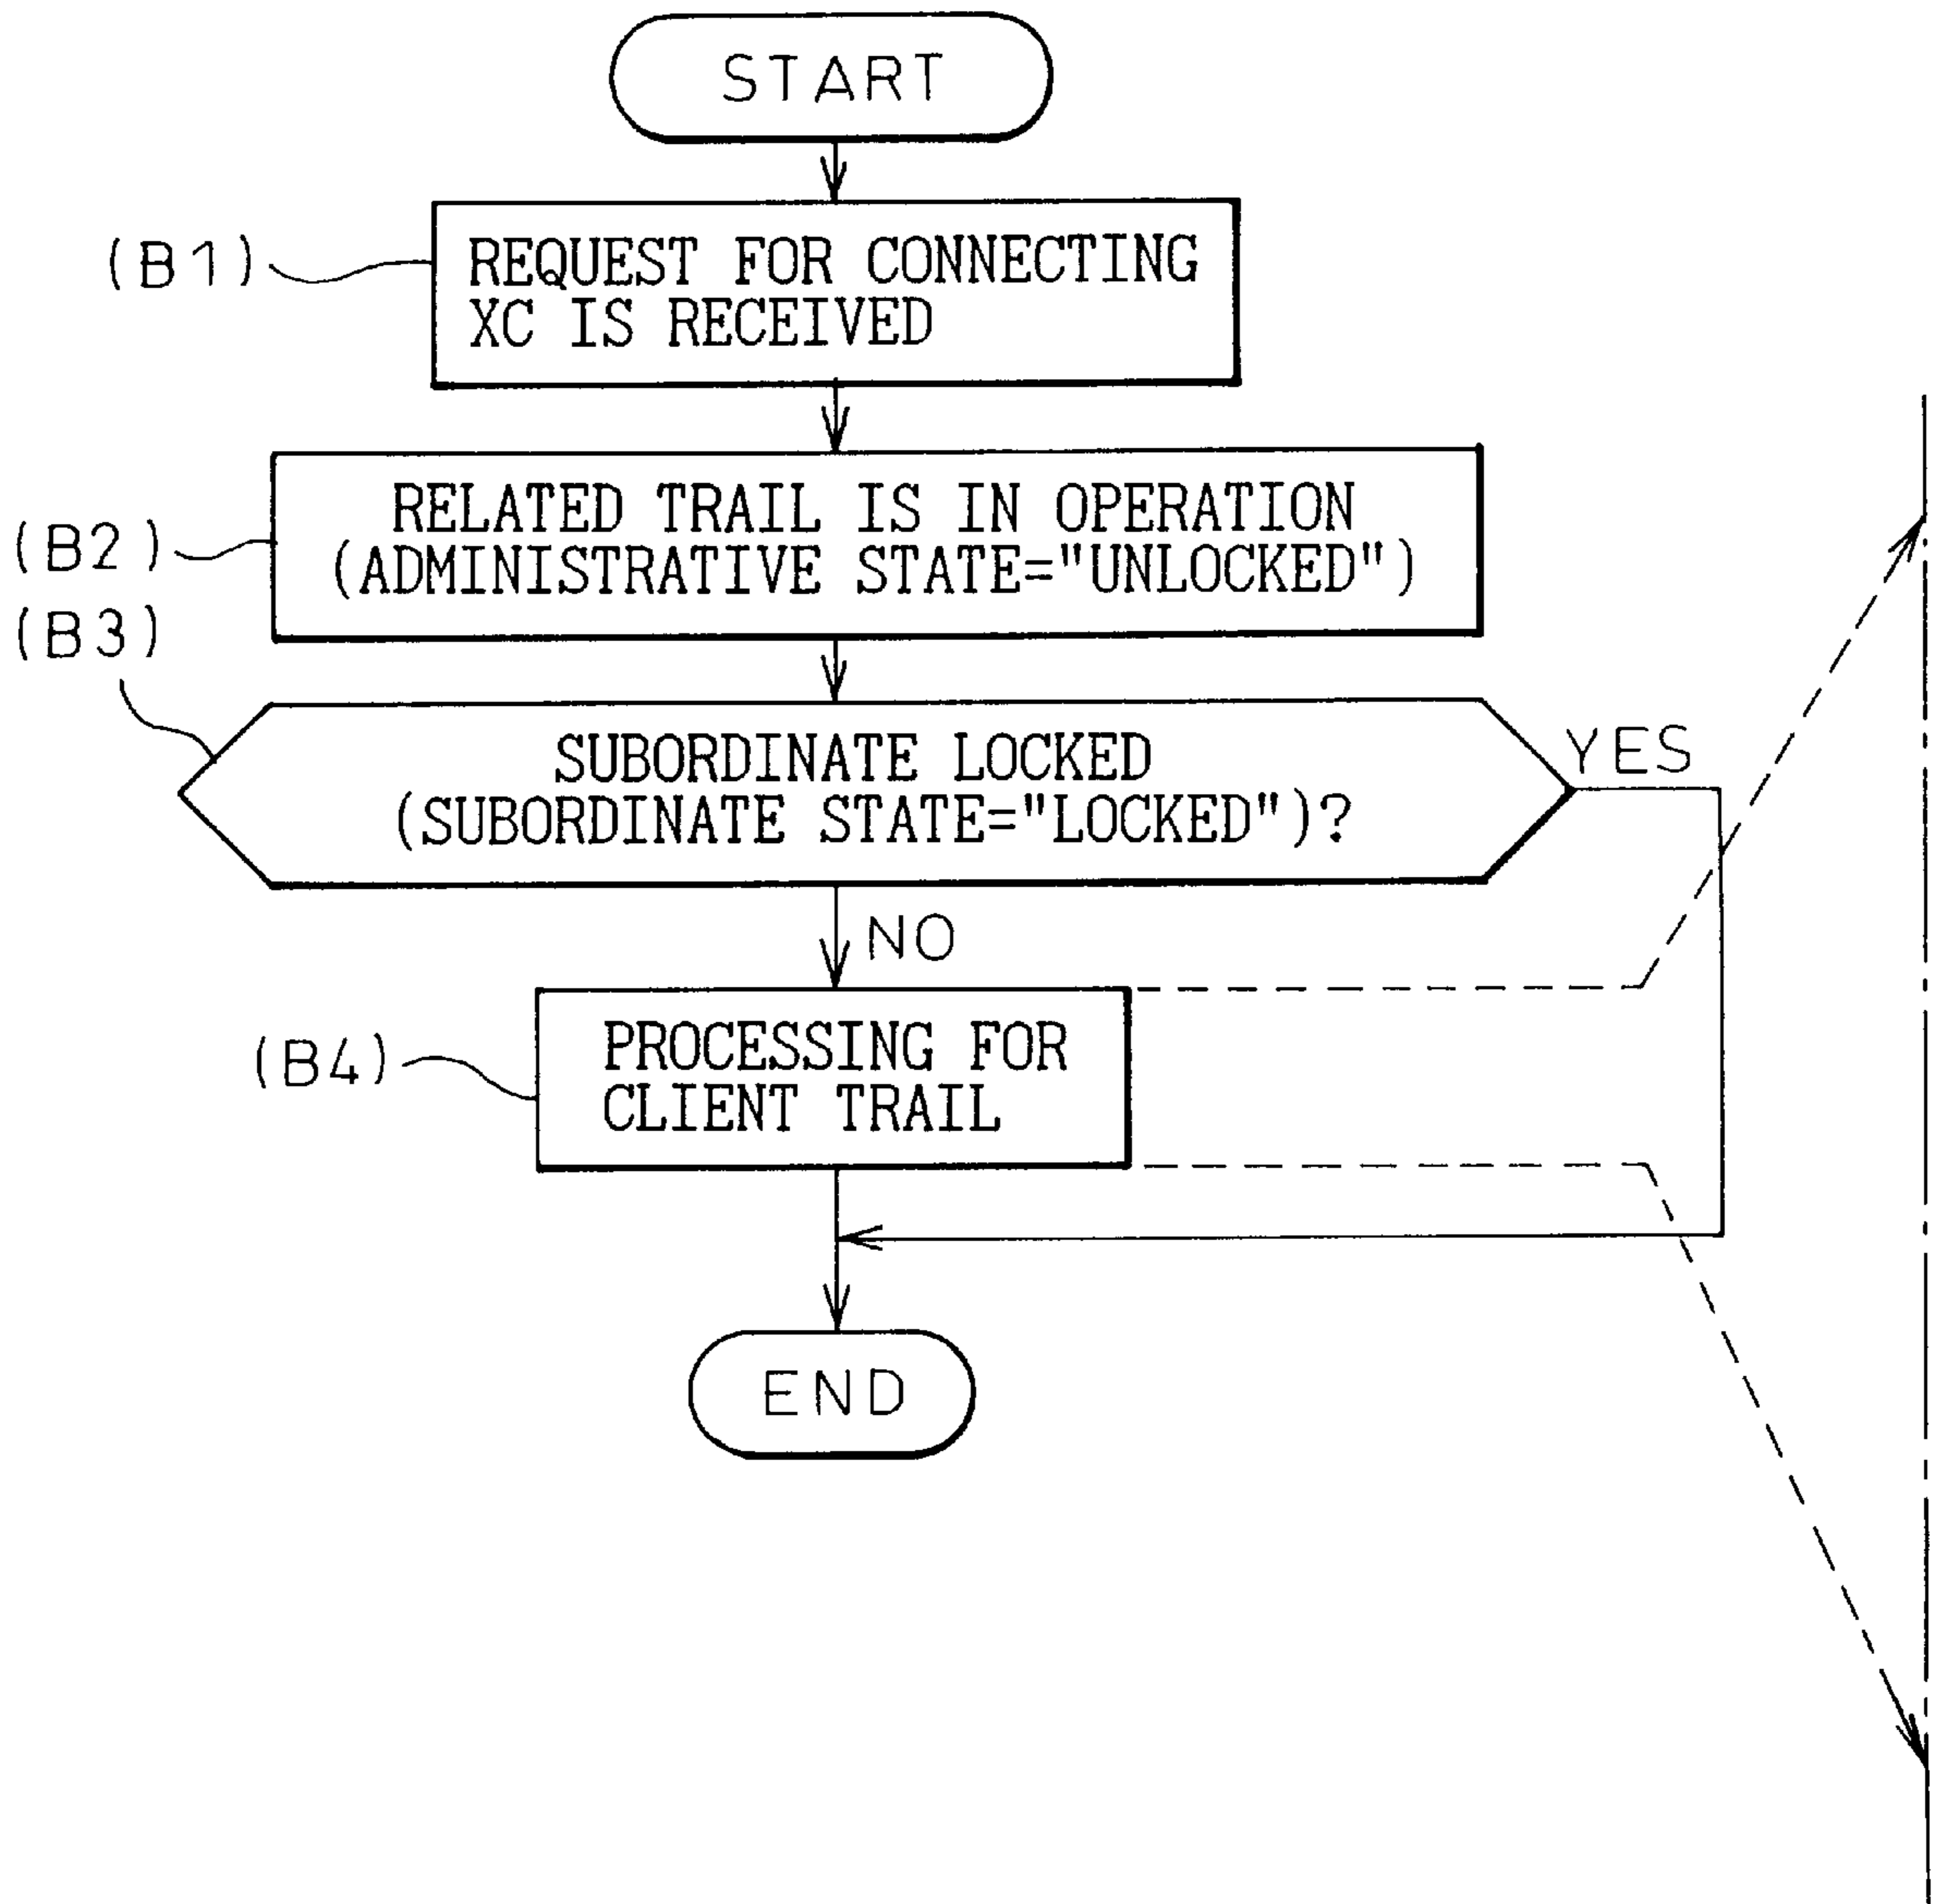 START
(B1)
REQUEST FOR CONNECTING
XC IS RECEIVED
(B2)
RELATED TRAIL IS IN OPERATION
(ADMINISTRATIVE STATE="UNLOCKED")
(B3)
SUBORDINATE LOCKED
(SUBORDINATE STATE="LOCKED")?
YES
NO
(B4)
PROCESSING FOR
CLIENT TRAIL
END